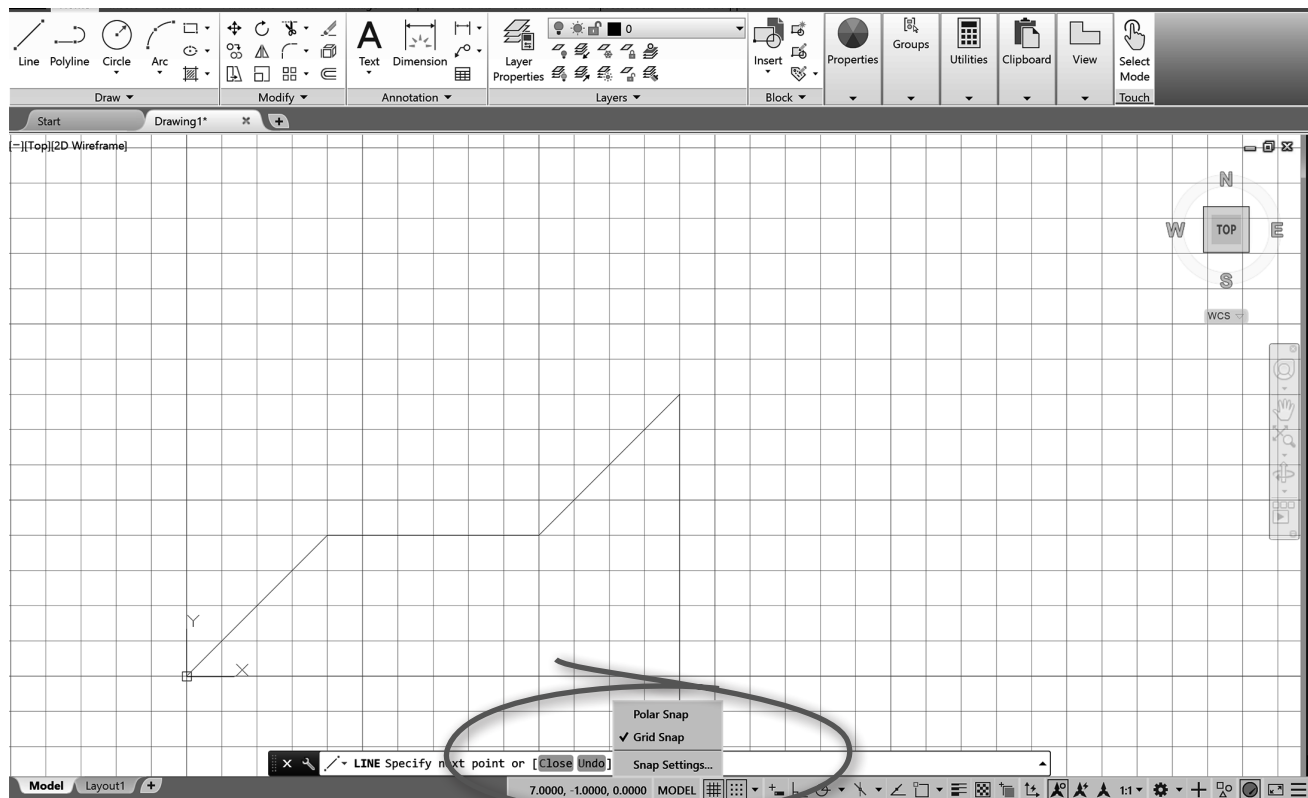 Line Polyline Circle Arc
Text Dimension
Layer Properties
0
Insert
Properties
Groups
Utilities
Clipboard
View
Select Mode
Draw Modify Annotation Layers Block Touch
Start Drawing1*
[−][Top][2D Wireframe]
N
W TOP E
S
WCS
Y
X
Polar Snap
Grid Snap
LINE Specify next point or [Close Undo]
Snap Settings...
Model Layout1 +
7.0000, -1.0000, 0.0000 MODEL 1:1